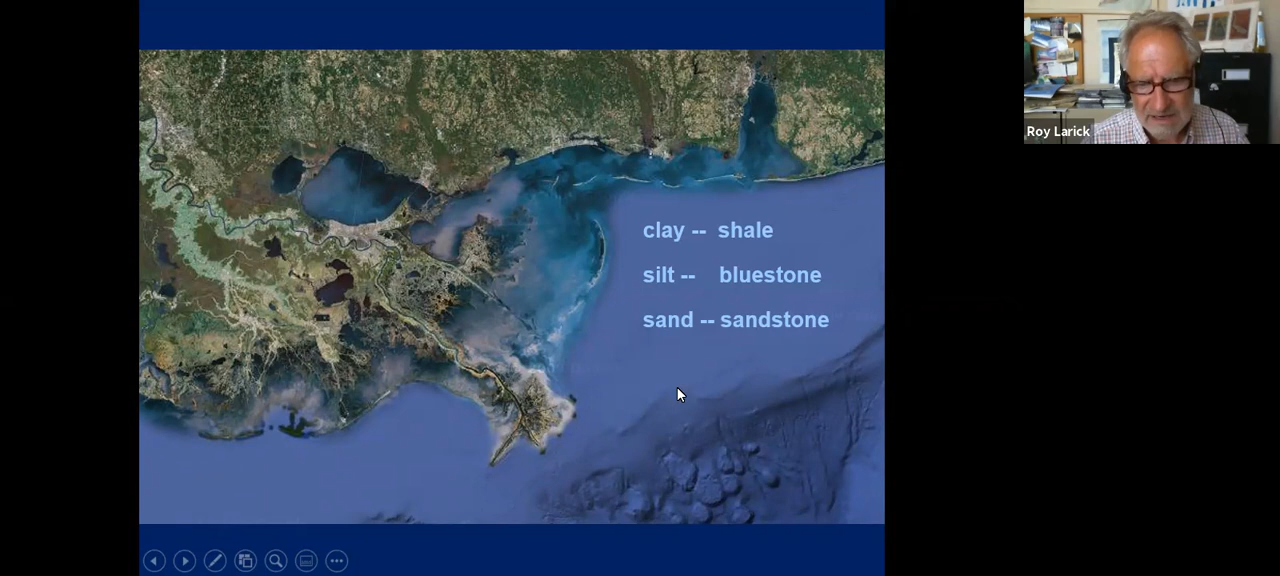 Roy Larick
clay -- shale
silt -- bluestone
sand -- sandstone